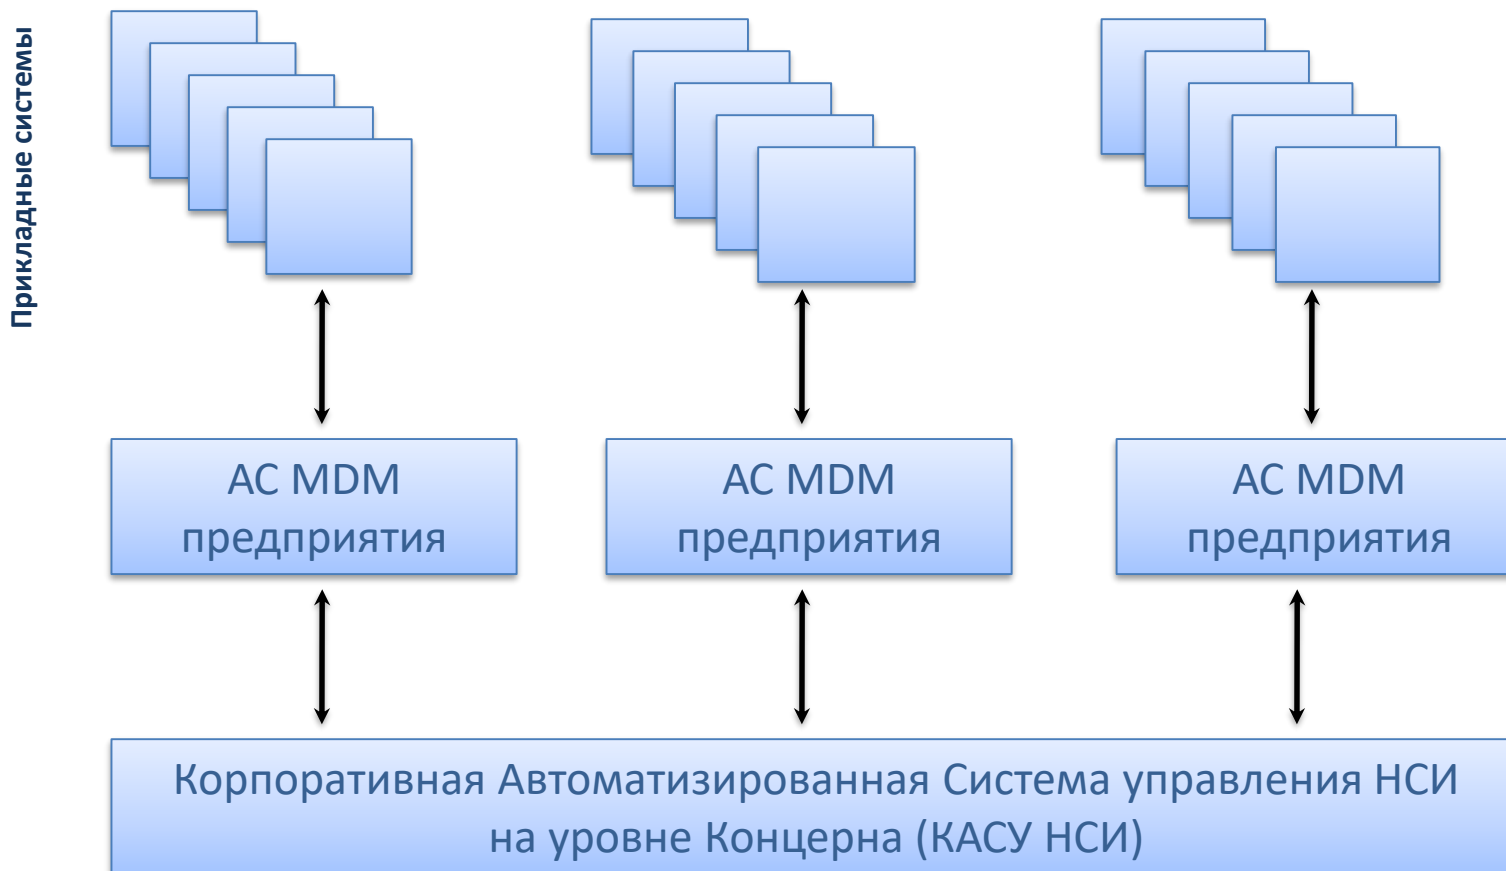 Прикладные системы
АС MDM
предприятия
АС MDM
предприятия
АС MDM
предприятия
Корпоративная Автоматизированная Система управления НСИ
на уровне Концерна (КАСУ НСИ)